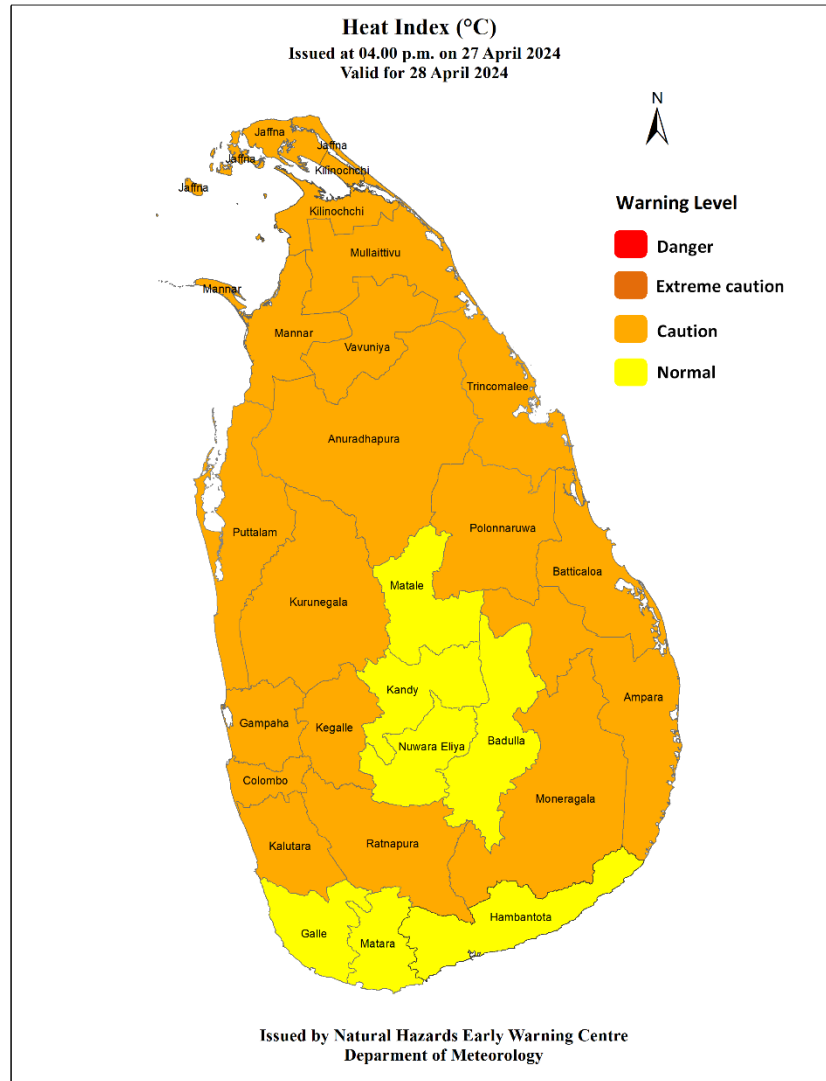 Heat Index (°C)
Issued at 04.00 p.m. on 27 April 2024
Valid for 28 April 2024
N
Jaffna
Jaffna
Jaffna
Kilinochchi
Jaffna
Kilinochchi
Warning Level
Danger
Mullaittivu
Extreme caution
Mannar
Caution
Mannar
Vavuniya
Normal
Trincomalee
Anuradhapura
Polonnaruwa
Puttalam
Batticaloa
Matale
Kurunegala
Kandy
Ampara
Gampaha
Kegalle
Nuwara Eliya
Badulla
Colombo
Moneragala
Kalutara
Ratnapura
Hambantota
Galle
Matara
Issued by Natural Hazards Early Warning Centre
Deparment of Meteorology